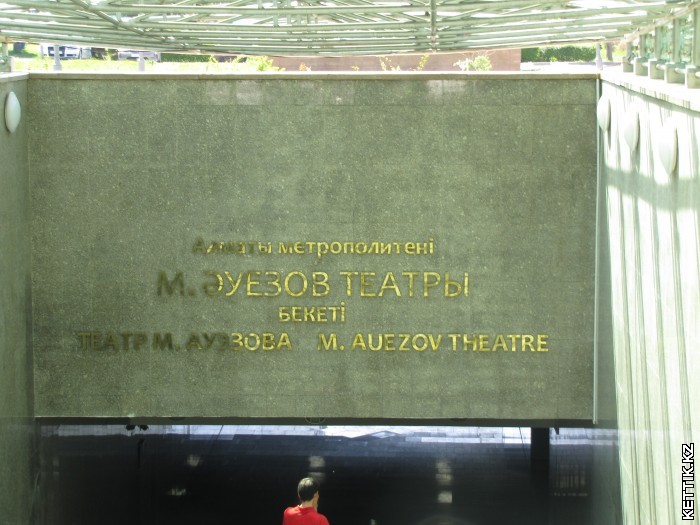 Алматы метрополитені
М. ӘУЕЗОВ ТЕАТРЫ
БЕКЕТІ
ТЕАТР М. АУЭЗОВА M. AUEZOV THEATRE
KETTIK.KZ